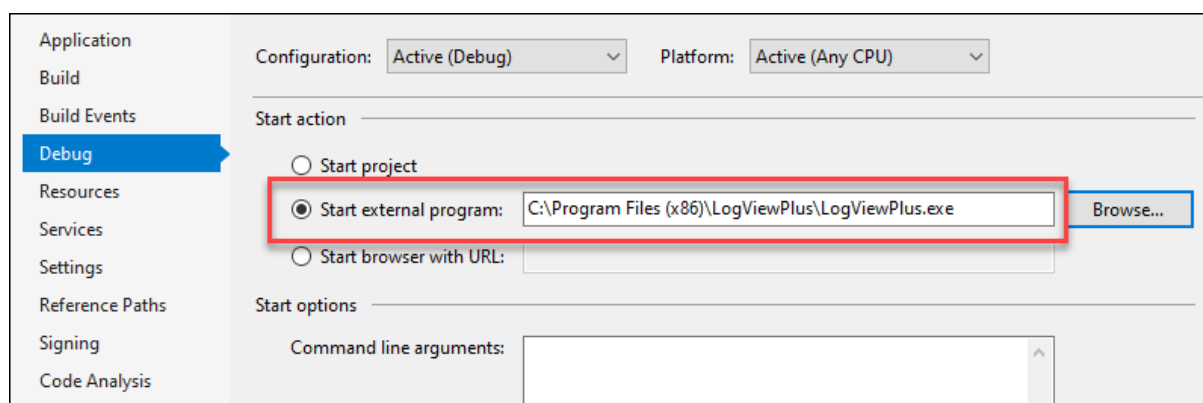 Application
Build
Build Events
Debug
Resources
Services
Settings
Reference Paths
Signing
Code Analysis
Configuration: Active (Debug) Platform: Active (Any CPU)
Start action
Start project
Start external program: C:\Program Files (x86)\LogViewPlus\LogViewPlus.exe Browse...
Start browser with URL:
Start options
Command line arguments: